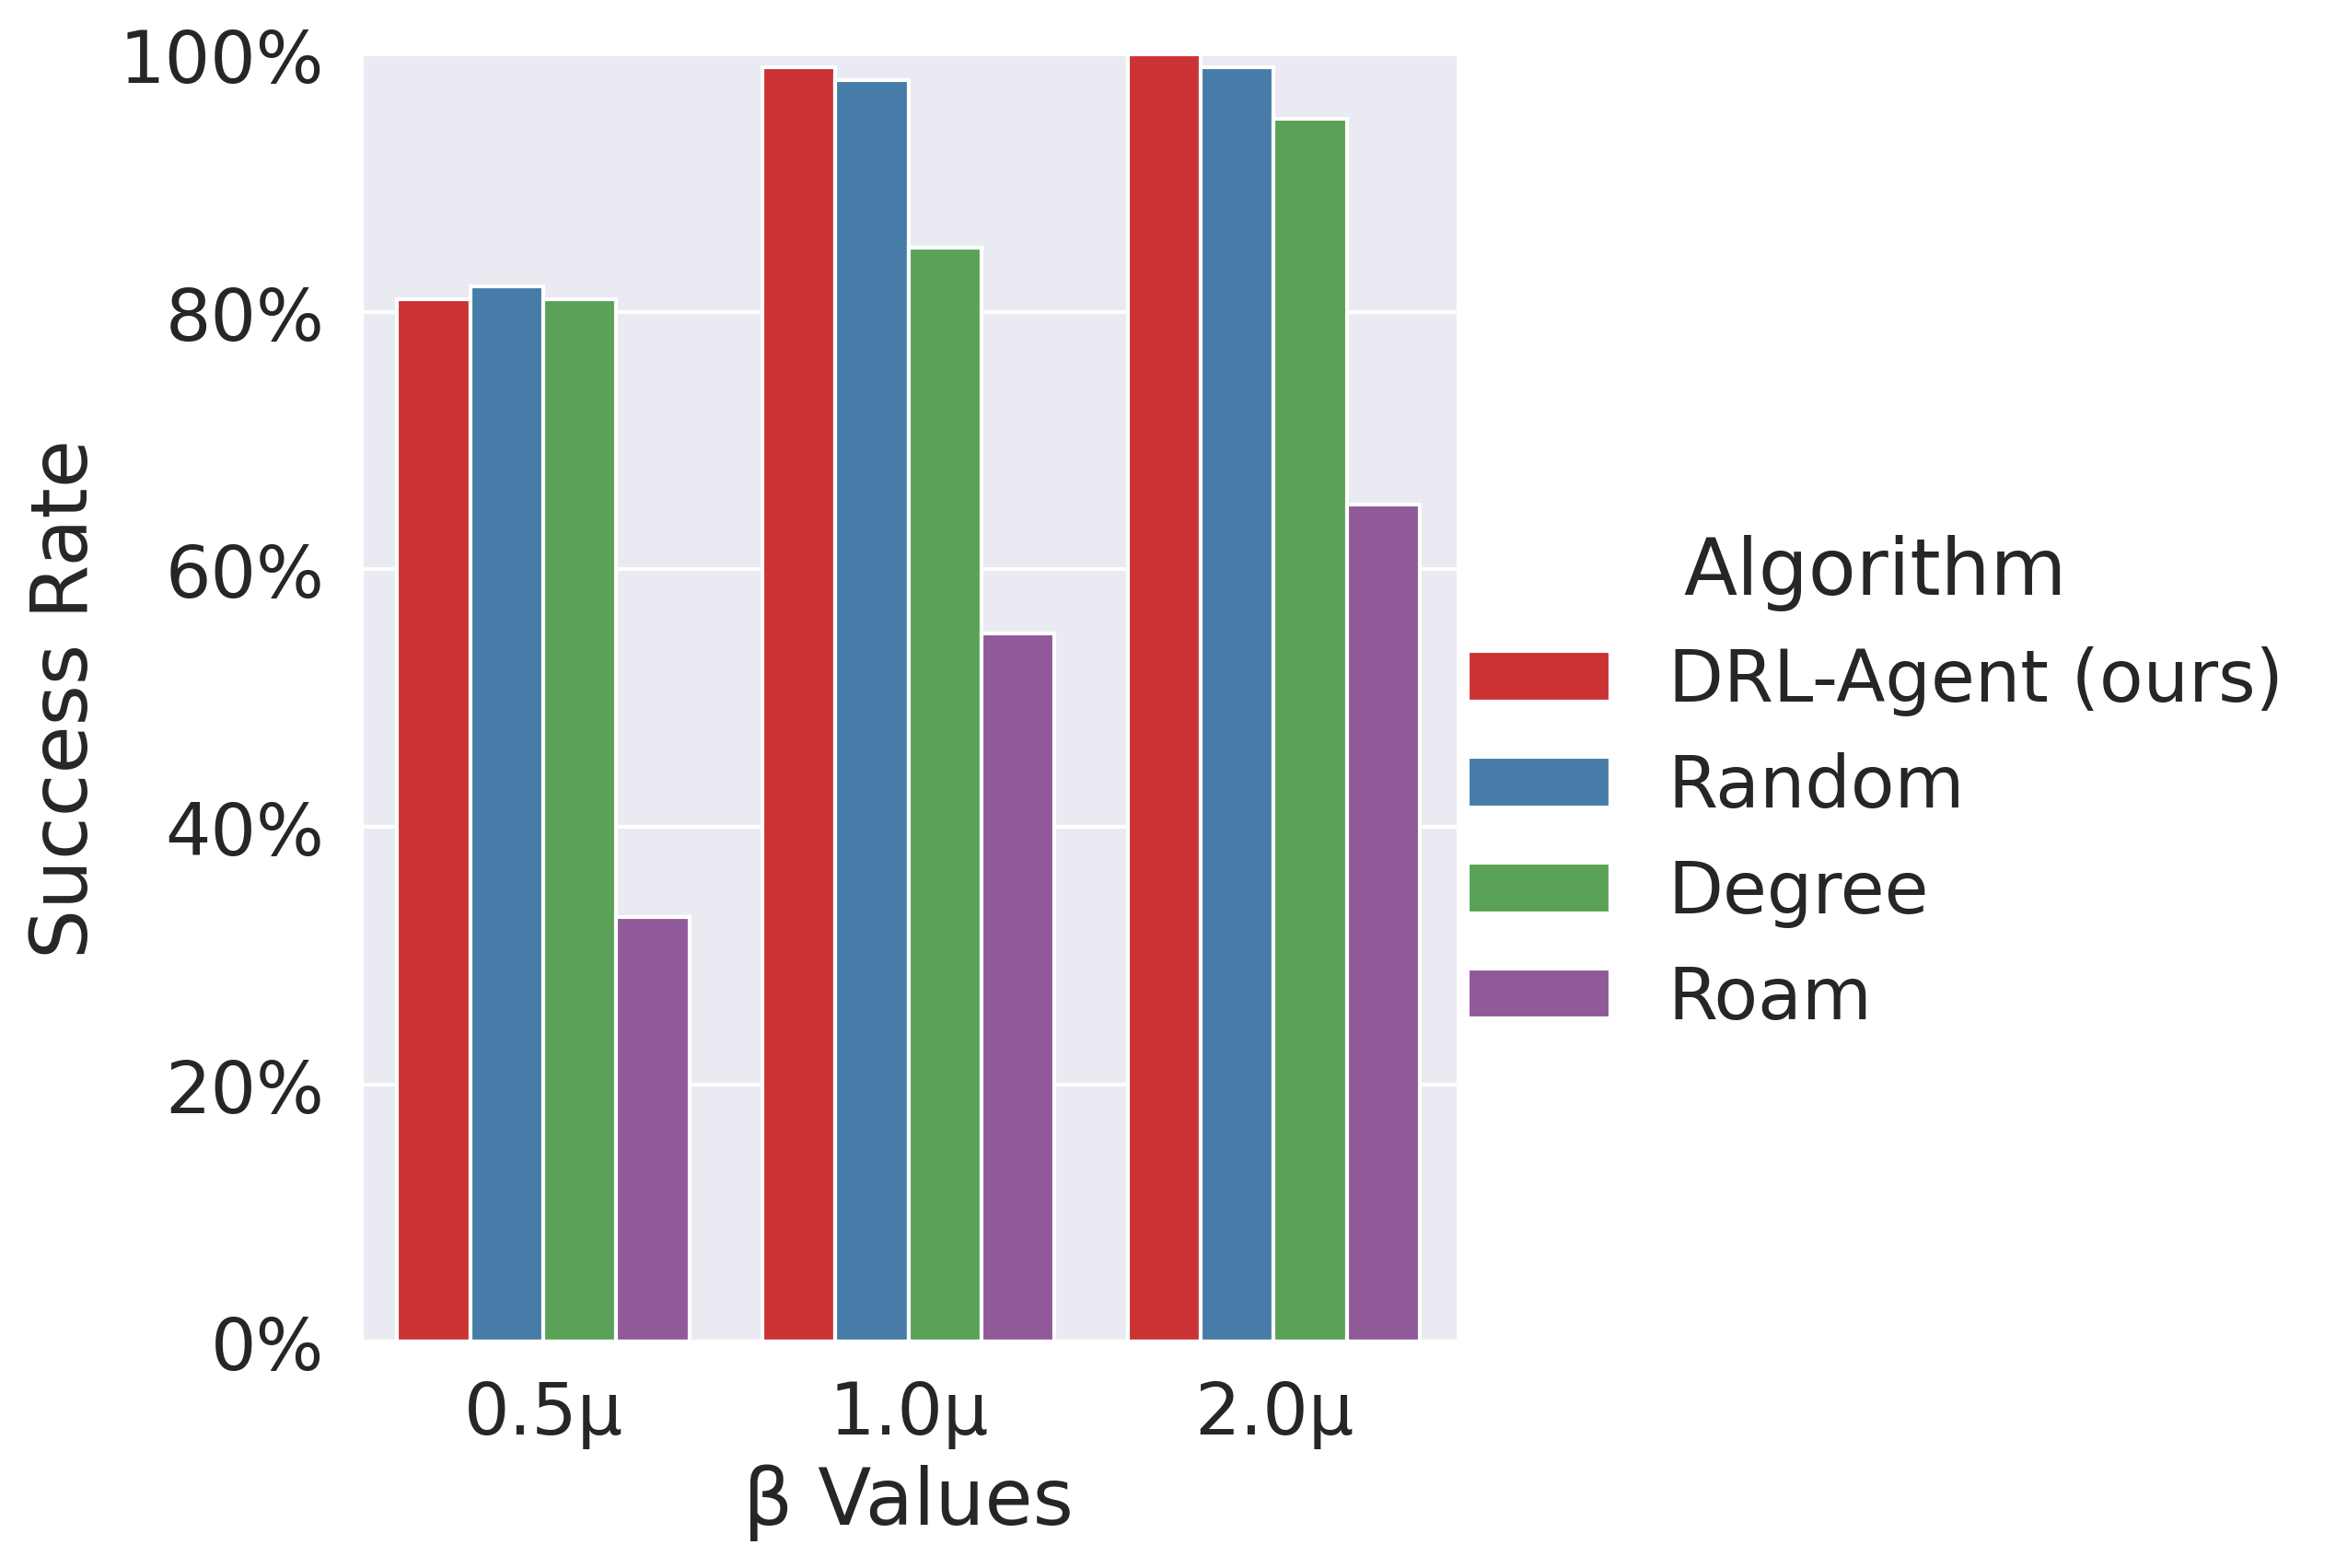 100%
80%
60%
40%
20%
0%
Success Rate
0.5μ
1.0μ
2.0μ
β Values
Algorithm
DRL-Agent (ours)
Random
Degree
Roam